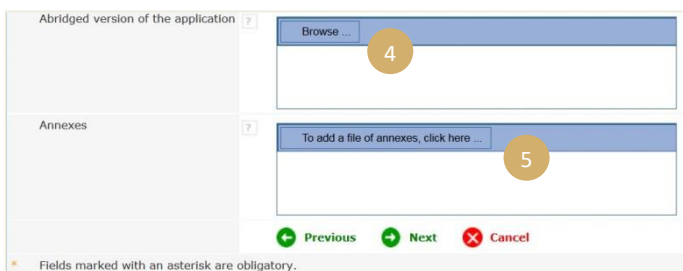 Abridged version of the application ?
Browse ...
4
Annexes ?
To add a file of annexes, click here ...
5
Previous Next Cancel
* Fields marked with an asterisk are obligatory.